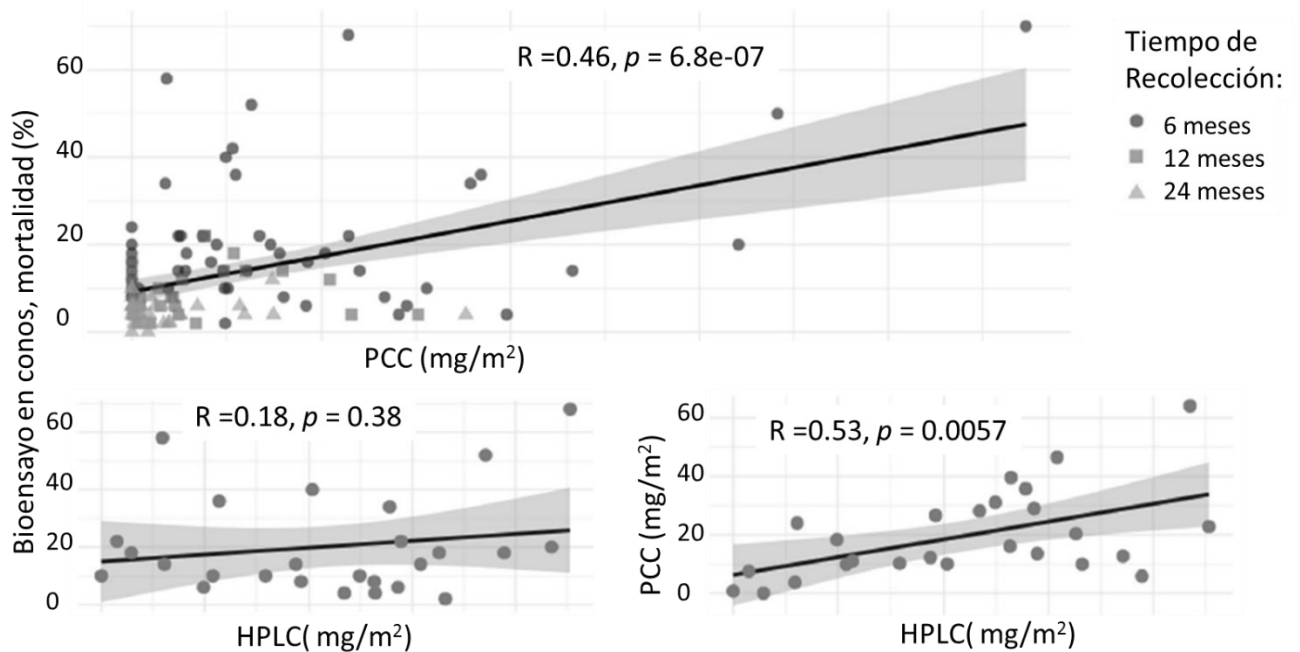 R =0.46, p = 6.8e-07
Tiempo de
Recolección:
6 meses
12 meses
24 meses
Bioensayo en conos, mortalidad (%)
60
40
20
0
PCC (mg/m²)
R =0.18, p = 0.38
60
40
20
0
HPLC( mg/m²)
R =0.53, p = 0.0057
PCC (mg/m²)
60
40
20
0
HPLC( mg/m²)